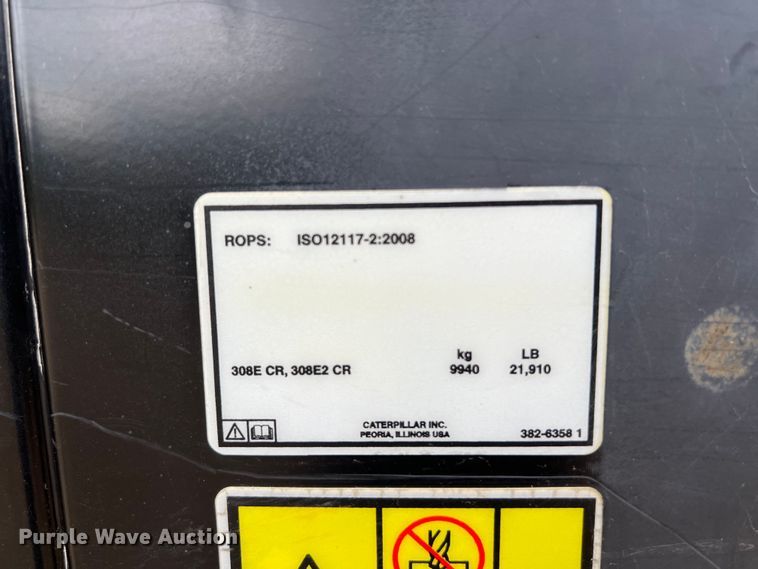 ROPS: ISO12117-2:2008
kg LB
308E CR, 308E2 CR 9940 21,910
CATERPILLAR INC.
PEORIA, ILLINOIS USA 382-6358 1
Purple Wave Auction